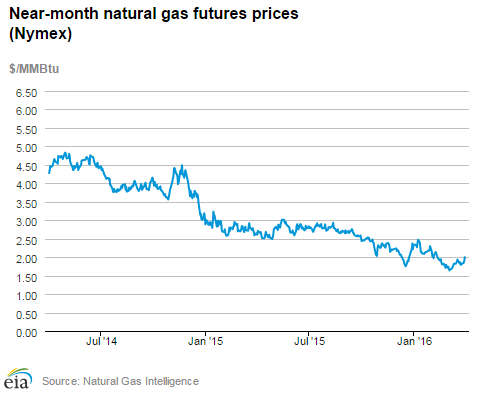 Near-month natural gas futures prices
(Nymex)
$/MMBtu
6.50
6.00
5.50
5.00
4.50
4.00
3.50
3.00
2.50
2.00
1.50
1.00
0.50
0.00
Jul '14 Jan '15 Jul '15 Jan '16
eia Source: Natural Gas Intelligence